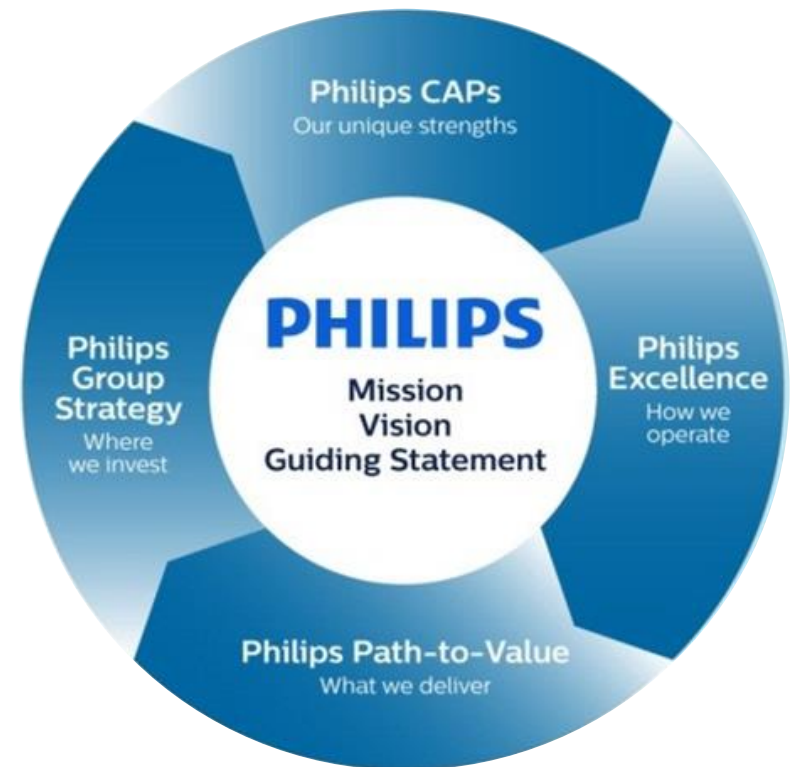 Philips CAPs
Our unique strengths
Philips
Group
Strategy
Where
we invest
PHILIPS
Mission
Vision
Guiding Statement
Philips
Excellence
How we
operate
Philips Path-to-Value
What we deliver